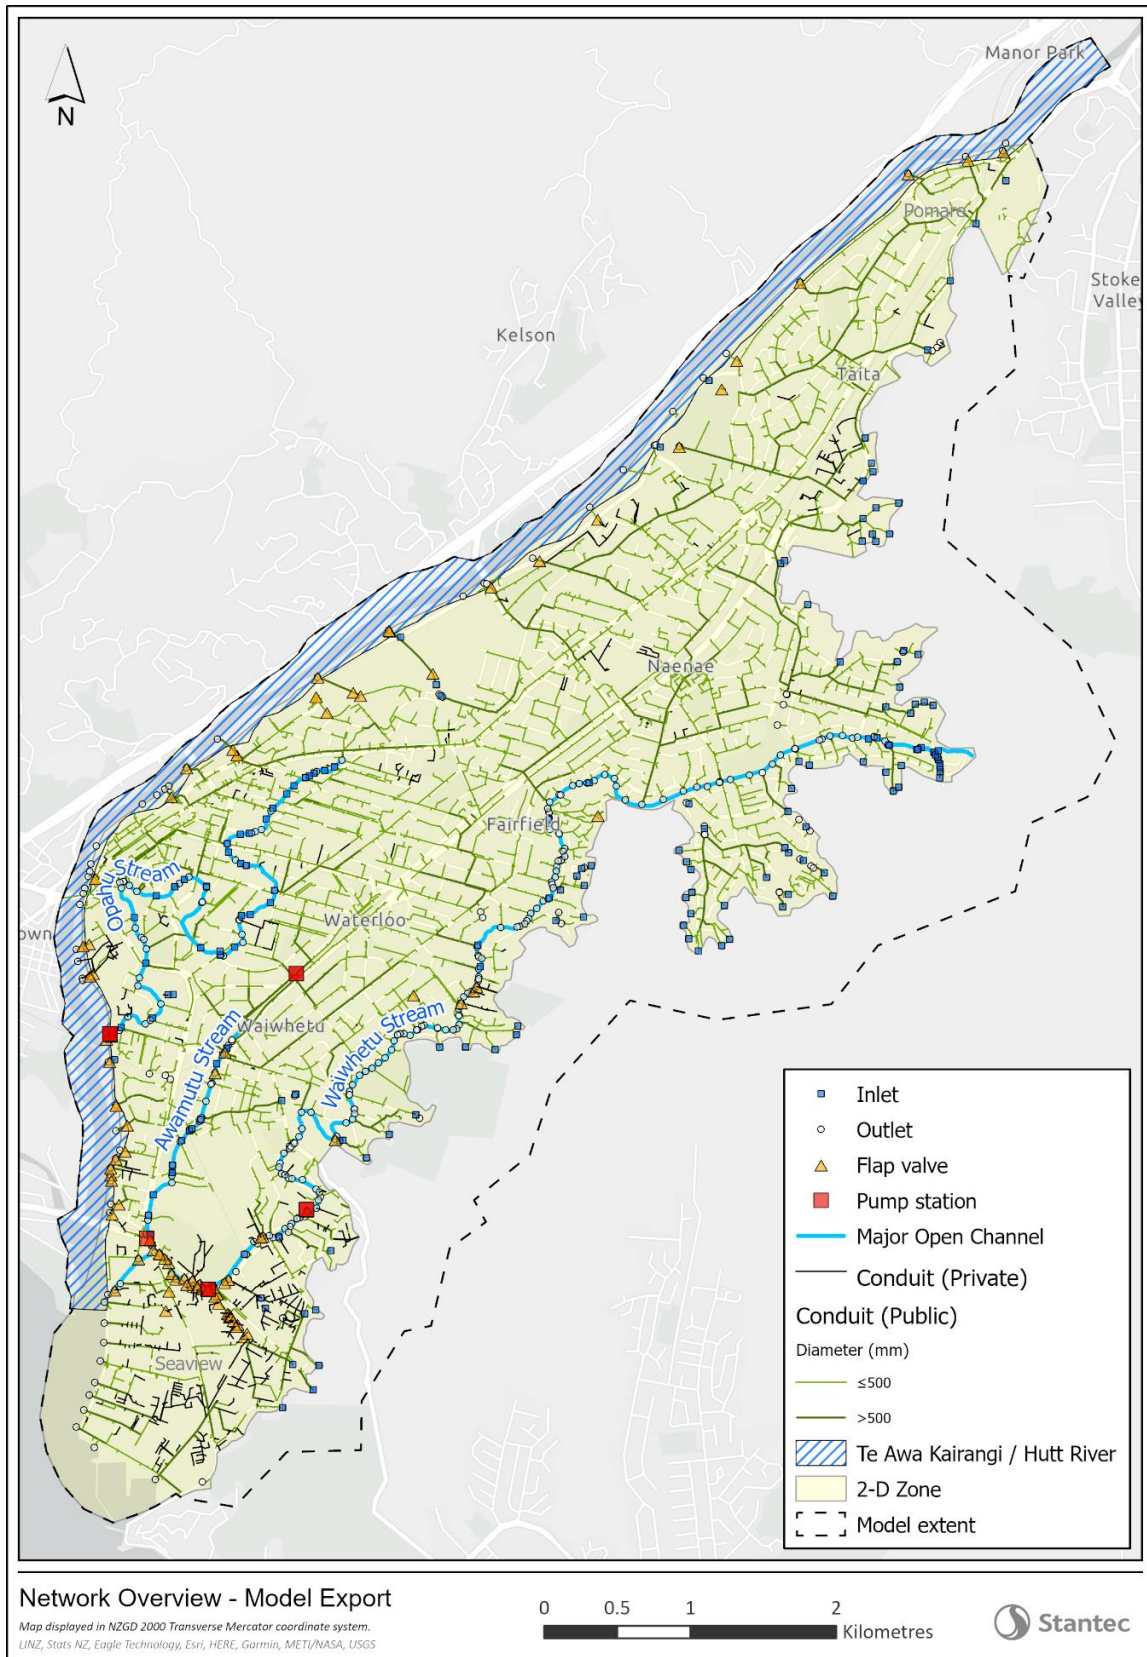 Manor Park
N
Pomare
Stoke
Valley
Kelson
Taita
Naenae
Fairfield
Opahu Stream
Waterloo
own
Waiwhetu
Awamutu Stream
Waiwhetu Stream
Seaview
Inlet
Outlet
Flap valve
Pump station
Major Open Channel
Conduit (Private)
Conduit (Public)
Diameter (mm)
≤500
>500
Te Awa Kairangi / Hutt River
2-D Zone
Model extent
Network Overview - Model Export
Map displayed in NZGD 2000 Transverse Mercator coordinate system.
LINZ, Stats NZ, Eagle Technology, Esri, HERE, Garmin, METI/NASA, USGS
0 0.5 1 2
Kilometres
Stantec